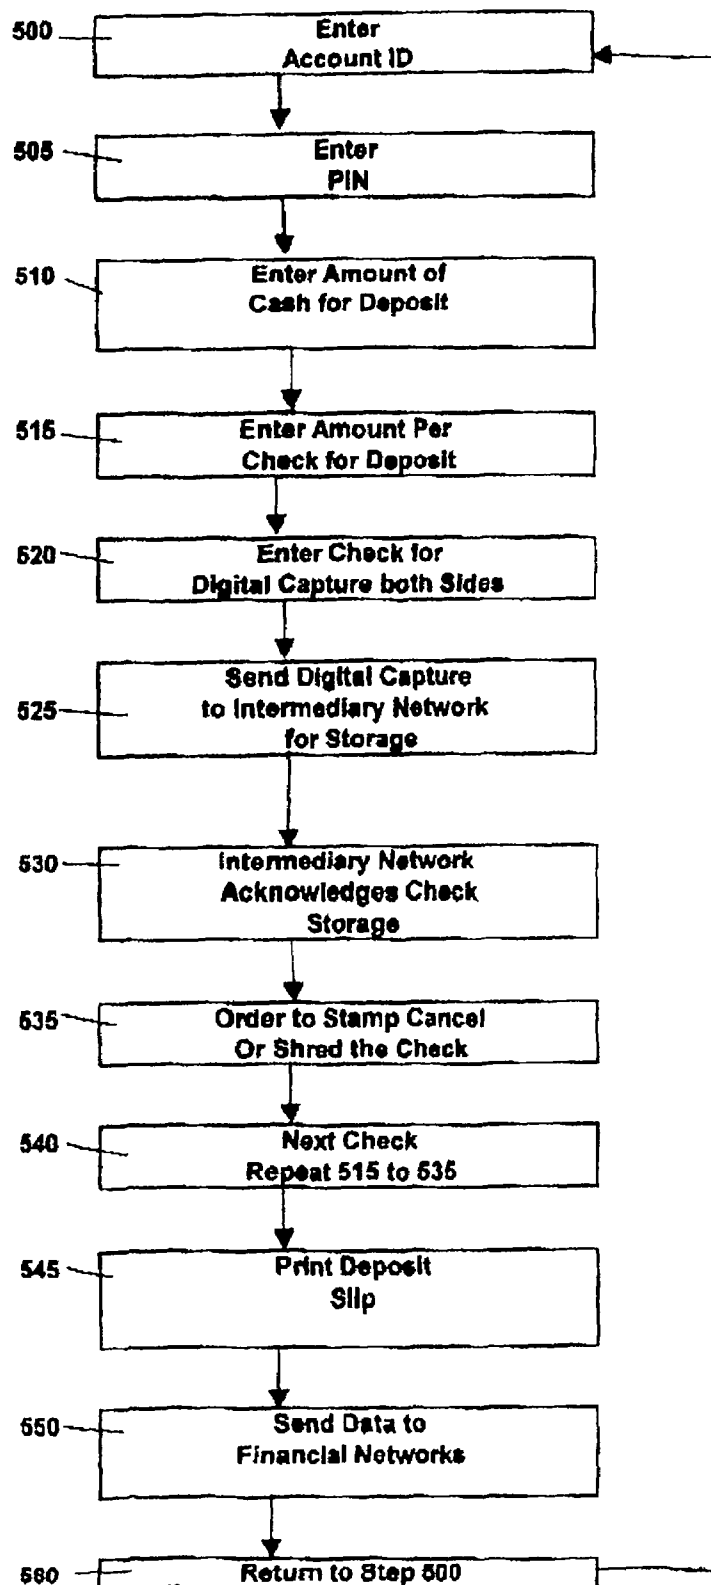 500
Enter
Account ID
505
Enter
PIN
510
Enter Amount of
Cash for Deposit
515
Enter Amount Per
Check for Deposit
520
Enter Check for
Digital Capture both Sides
525
Send Digital Capture
to Intermediary Network
for Storage
530
Intermediary Network
Acknowledges Check
Storage
535
Order to Stamp Cancel
Or Shred the Check
540
Next Check
Repeat 515 to 535
545
Print Deposit
Slip
550
Send Data to
Financial Networks
560
Return to Step 500